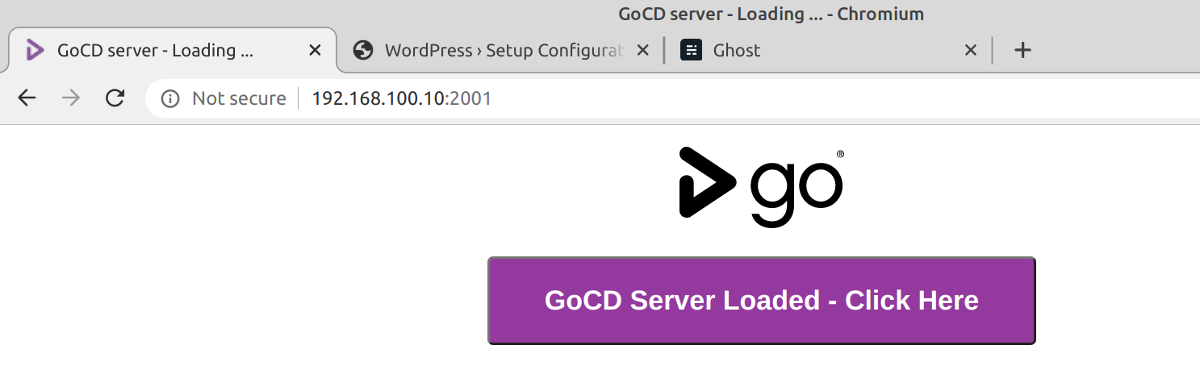 GoCD server - Loading ... - Chromium
GoCD server - Loading ...
WordPress › Setup Configurat
Ghost
Not secure
192.168.100.10:2001
go®
GoCD Server Loaded - Click Here